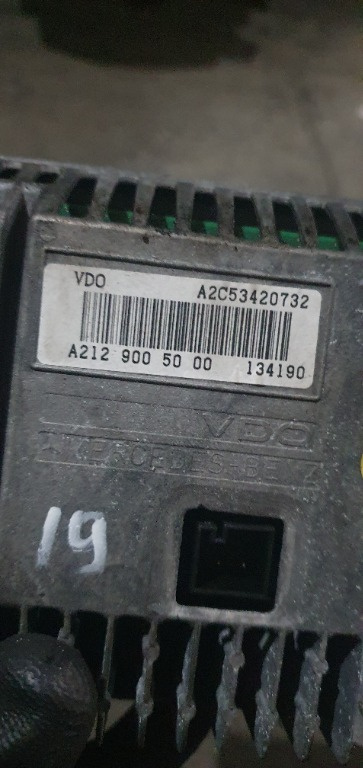 VDO A2C53420732
A212 900 50 00 134190
VDO
MERCEDES-BENZ
19